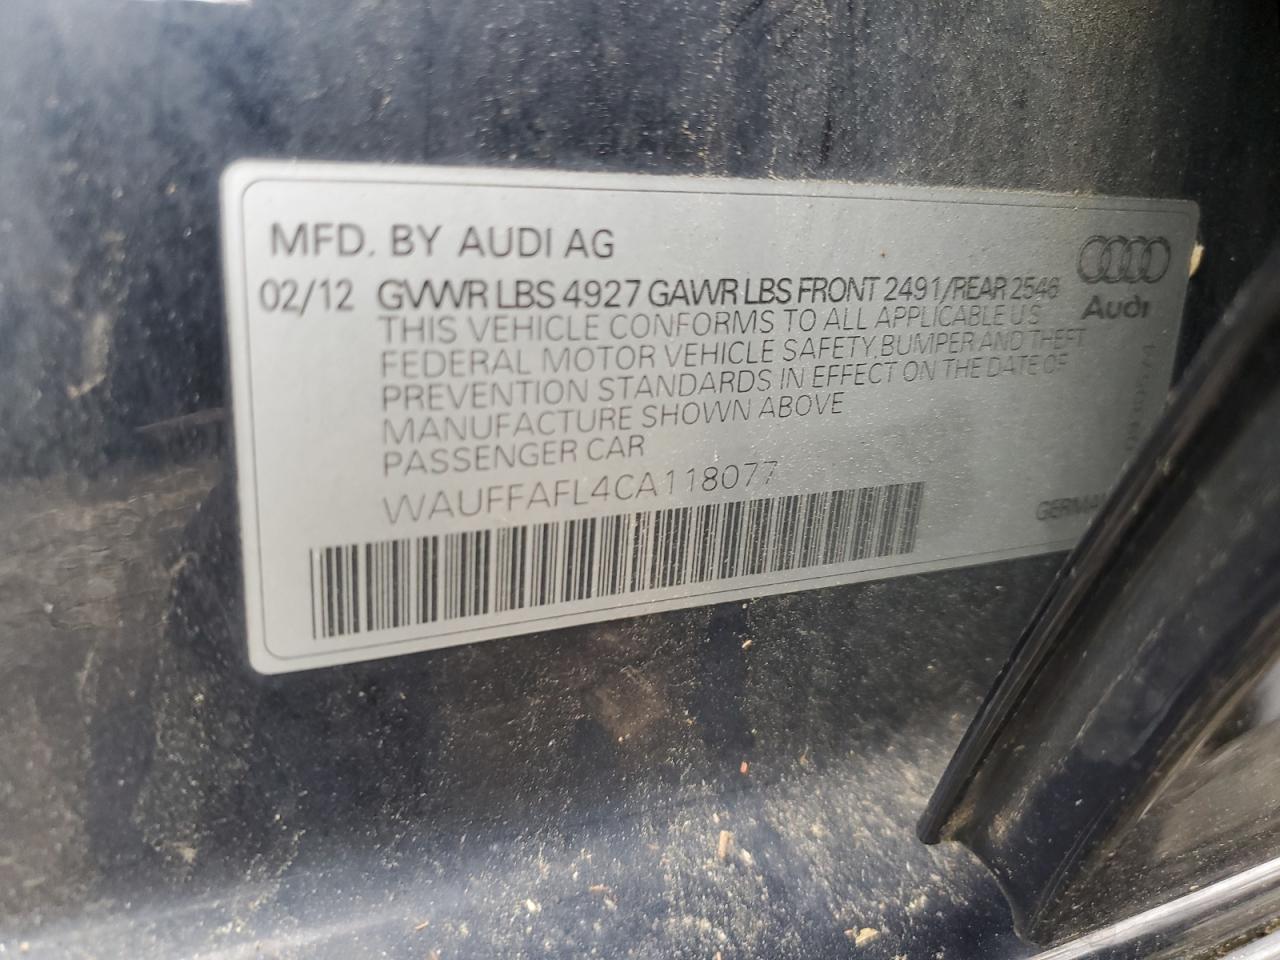 MFD. BY AUDI AG
02/12 GVWR LBS 4927 GAWR LBS FRONT 2491/REAR 2546
Audi
THIS VEHICLE CONFORMS TO ALL APPLICABLE U S
FEDERAL MOTOR VEHICLE SAFETY,BUMPER AND THEFT
PREVENTION STANDARDS IN EFFECT ON THE DATE OF
MANUFACTURE SHOWN ABOVE
PASSENGER CAR
WAUFFAFL4CA118077